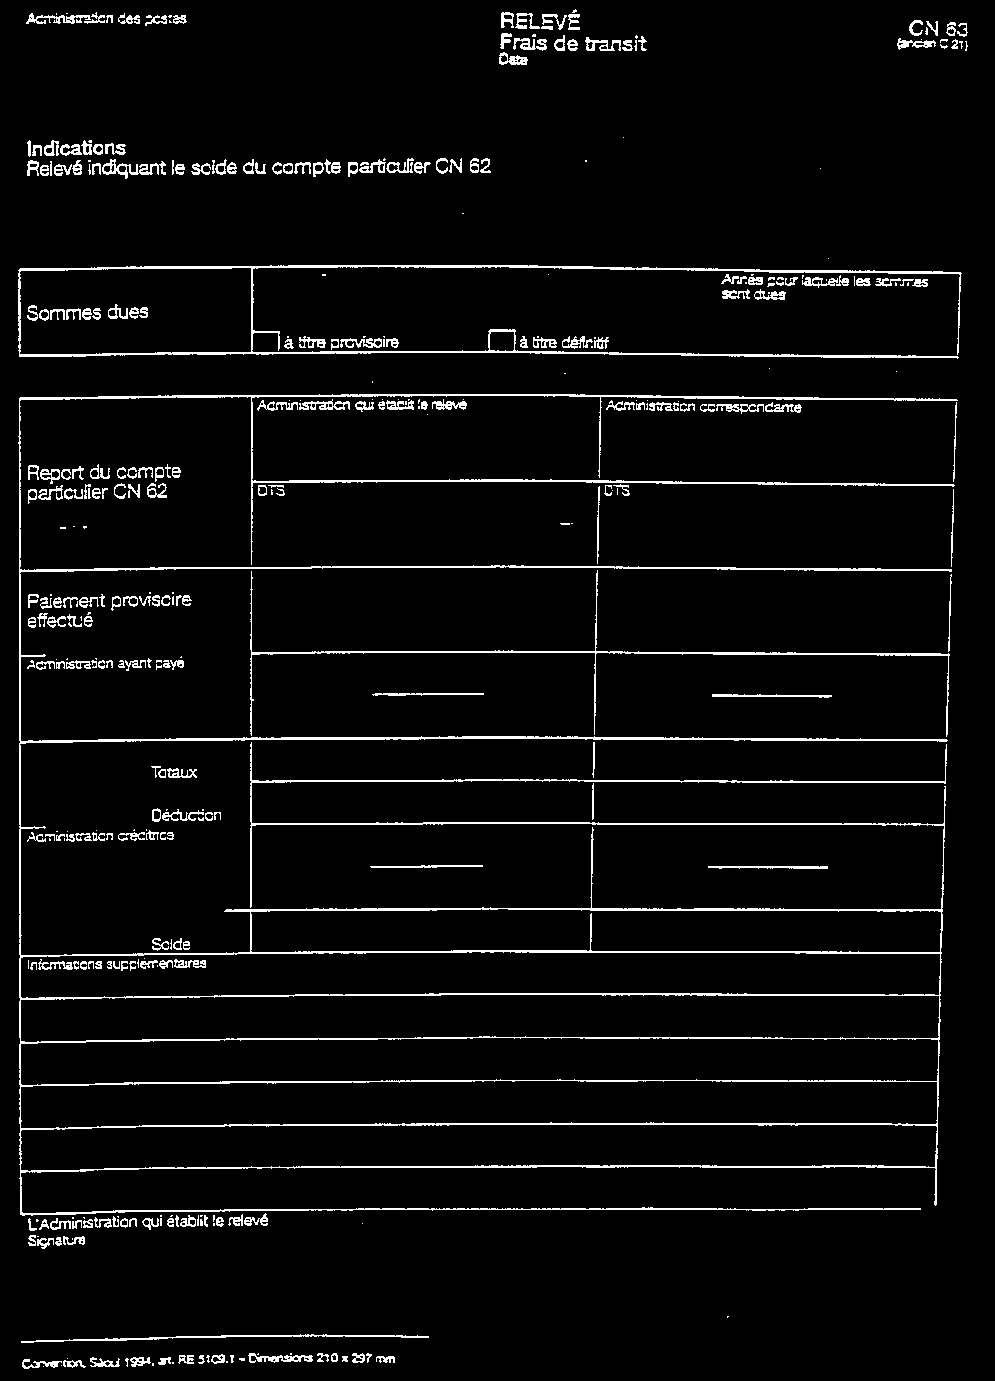 Administration des postes
RELEVÉ
Frais de transit
Date
CN 63
(ancien C 21)
Indications
Relevé indiquant le solde du compte particulier CN 62
Sommes dues
à titre provisoire
à titre définitif
Année pour laquelle les sommes
sont dues
Administration qui établit le relevé
Administration correspondante
Report du compte
particulier CN 62
DTS
DTS
Paiement provisoire
effectué
Administration ayant payé
Totaux
Déduction
Administration créditrice
Solde
Informations supplémentaires
L'Administration qui établit le relevé
Signature
Convention, Séoul 1994, art. RE 5109.1 – Dimensions 210 x 297 mm